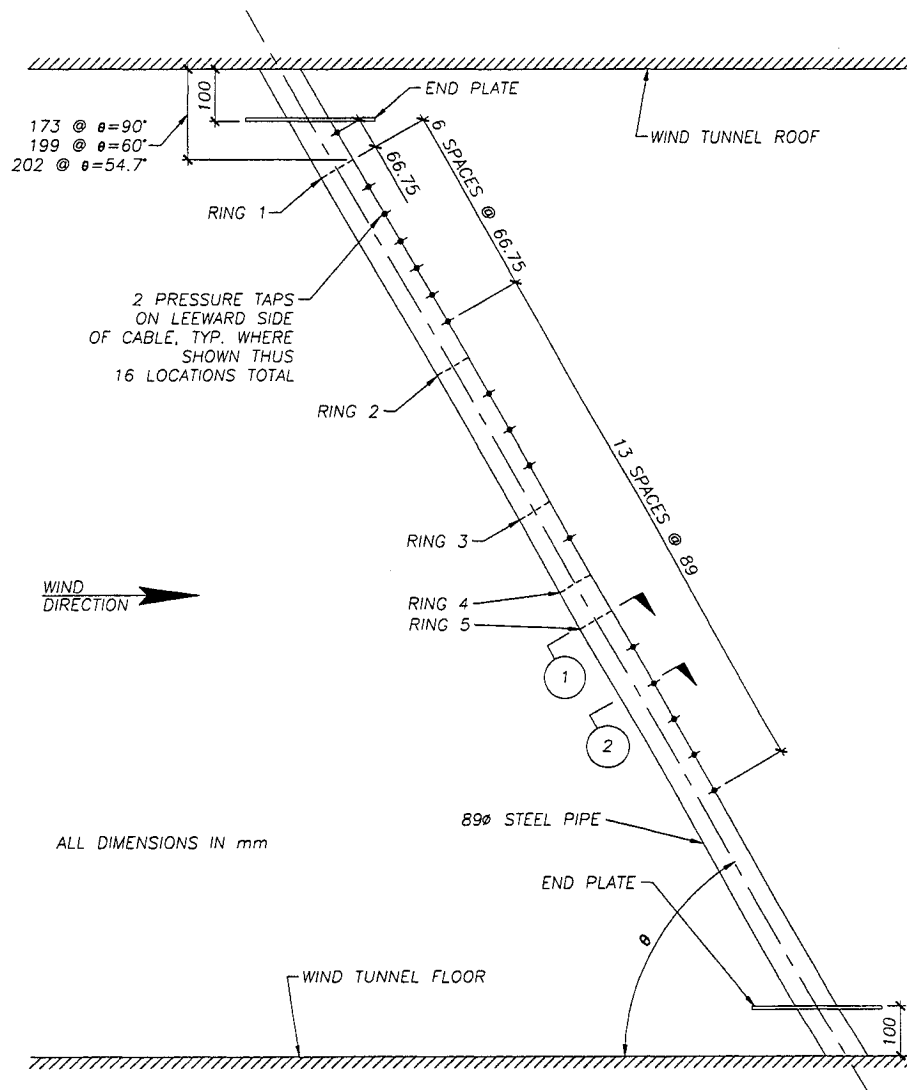 END PLATE
100
WIND TUNNEL ROOF
173 @ θ=90°
199 @ θ=60°
202 @ θ=54.7°
6 SPACES @ 66.75
66.75
RING 1
2 PRESSURE TAPS
ON LEEWARD SIDE
OF CABLE, TYP. WHERE
SHOWN THUS
16 LOCATIONS TOTAL
RING 2
13 SPACES @ 89
RING 3
WIND
DIRECTION
RING 4
RING 5
1
2
89ø STEEL PIPE
ALL DIMENSIONS IN mm
END PLATE
θ
WIND TUNNEL FLOOR
100